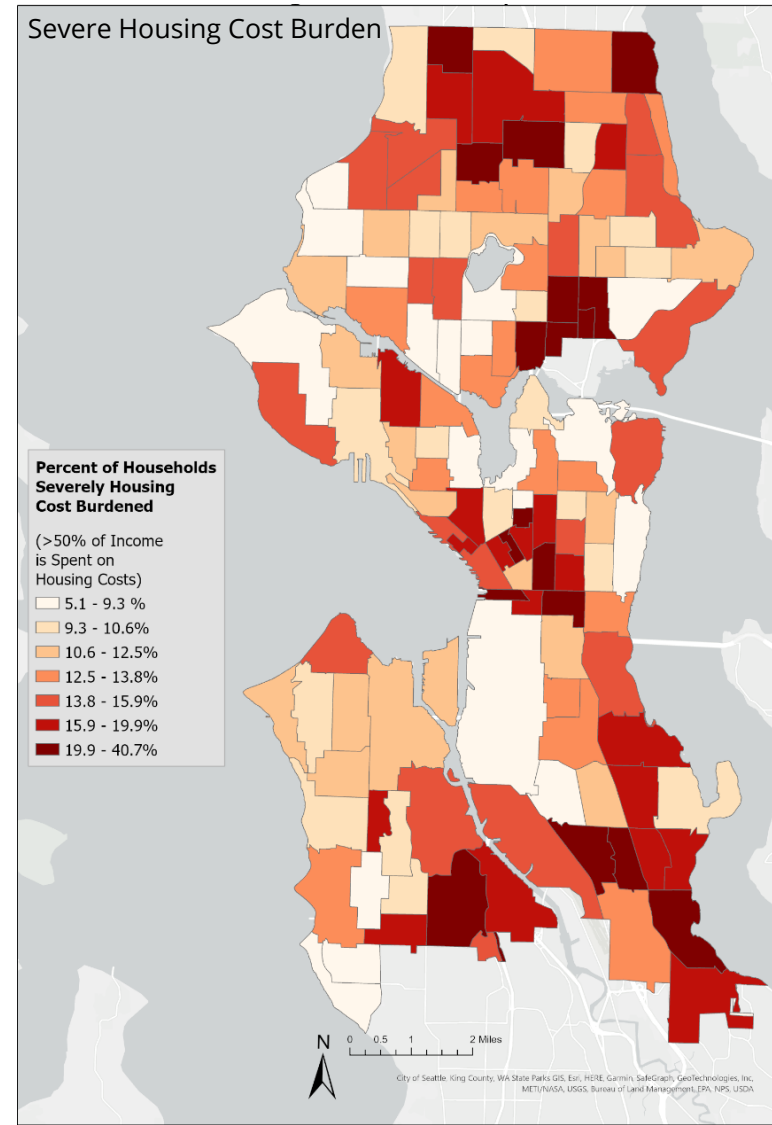 Severe Housing Cost Burden
Percent of Households
Severely Housing
Cost Burdened
(>50% of Income
is Spent on
Housing Costs)
5.1 - 9.3 %
9.3 - 10.6%
10.6 - 12.5%
12.5 - 13.8%
13.8 - 15.9%
15.9 - 19.9%
19.9 - 40.7%
N
0 0.5 1 2 Miles
City of Seattle, King County, WA State Parks GIS, Esri, HERE, Garmin, SafeGraph, GeoTechnologies, Inc,
METI/NASA, USGS, Bureau of Land Management, EPA, NPS, USDA